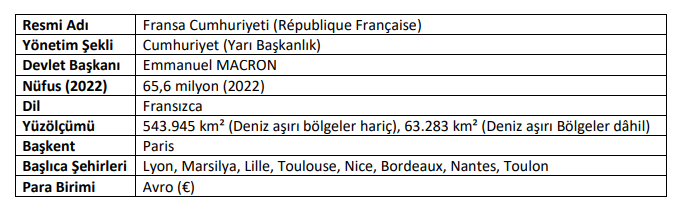 Resmi Adı Fransa Cumhuriyeti (République Française)
Yönetim Şekli Cumhuriyet (Yarı Başkanlık)
Devlet Başkanı Emmanuel MACRON
Nüfus (2022) 65,6 milyon (2022)
Dil Fransızca
Yüzölçümü 543.945 km² (Deniz aşırı bölgeler hariç), 63.283 km² (Deniz aşırı Bölgeler dâhil)
Başkent Paris
Başlıca Şehirleri Lyon, Marsilya, Lille, Toulouse, Nice, Bordeaux, Nantes, Toulon
Para Birimi Avro (€)